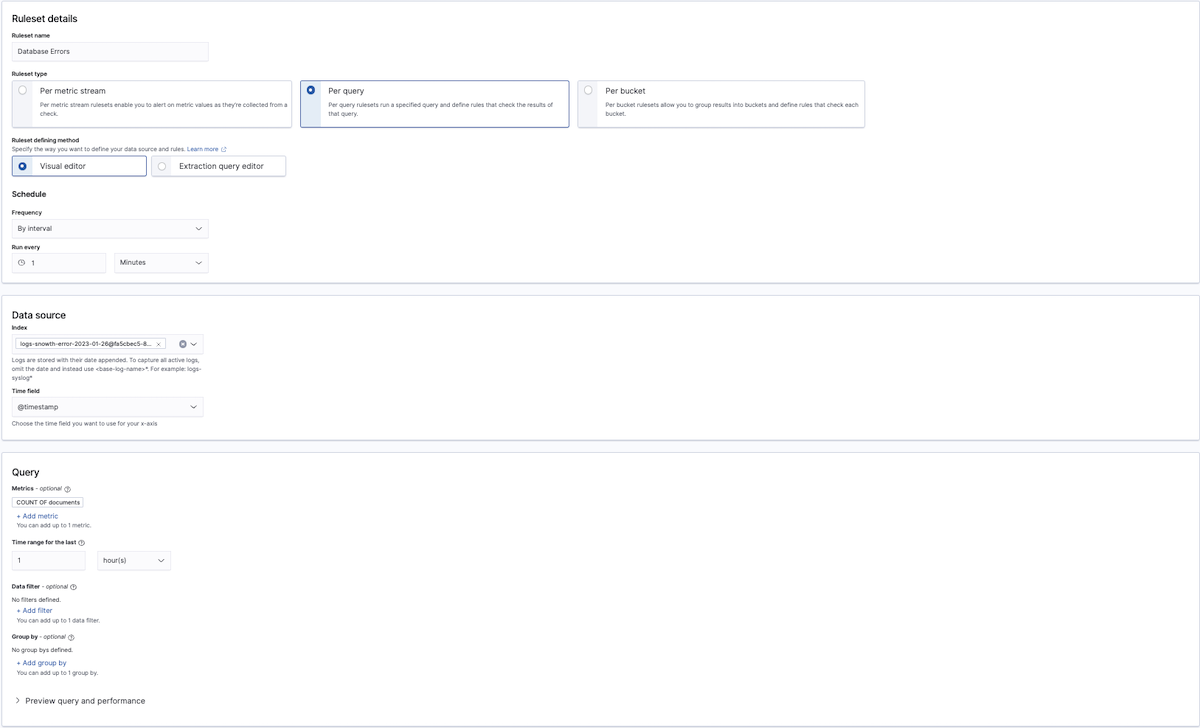 Ruleset details
Ruleset name
Database Errors
Ruleset type
Per metric stream
Per metric stream rulesets enable you to alert on metric values as they're collected from a
check.
Per query
Per query rulesets run a specified query and define rules that check the results of
that query.
Per bucket
Per bucket rulesets allow you to group results into buckets and define rules that check each
bucket.
Ruleset defining method
Specify the way you want to define your data source and rules. Learn more
Visual editor
Extraction query editor
Schedule
Frequency
By interval
Run every
1
Minutes
Data source
Index
logs-snowth-error-2023-01-26@fa5cbec5-8...
Logs are stored with their date appended. To capture all active logs,
omit the date and instead use <base-log-name>*. For example: logs-
syslog*
Time field
@timestamp
Choose the time field you want to use for your x-axis
Query
Metrics - optional
COUNT OF documents
+ Add metric
You can add up to 1 metric.
Time range for the last
1
hour(s)
Data filter - optional
No filters defined.
+ Add filter
You can add up to 1 data filter.
Group by - optional
No group bys defined.
+ Add group by
You can add up to 1 group by.
Preview query and performance